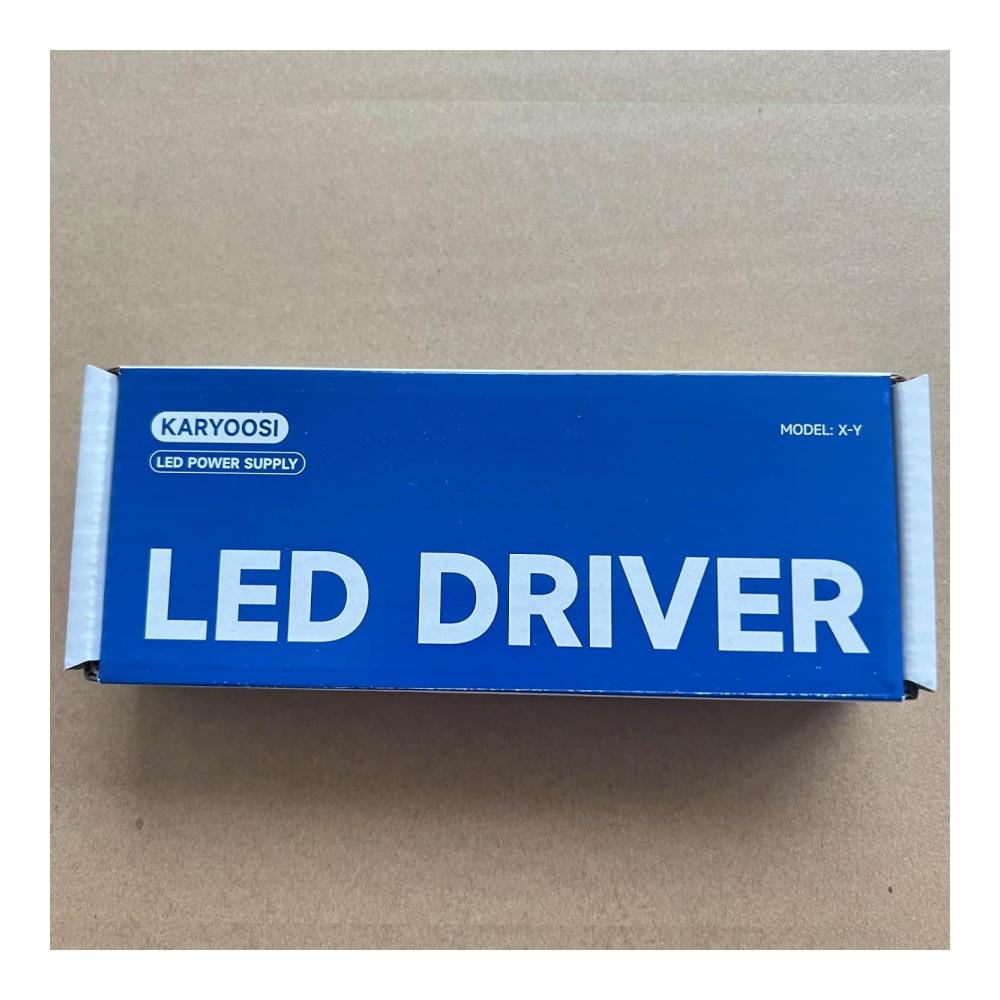 KARYOOSI
MODEL: X-Y
LED POWER SUPPLY
LED DRIVER